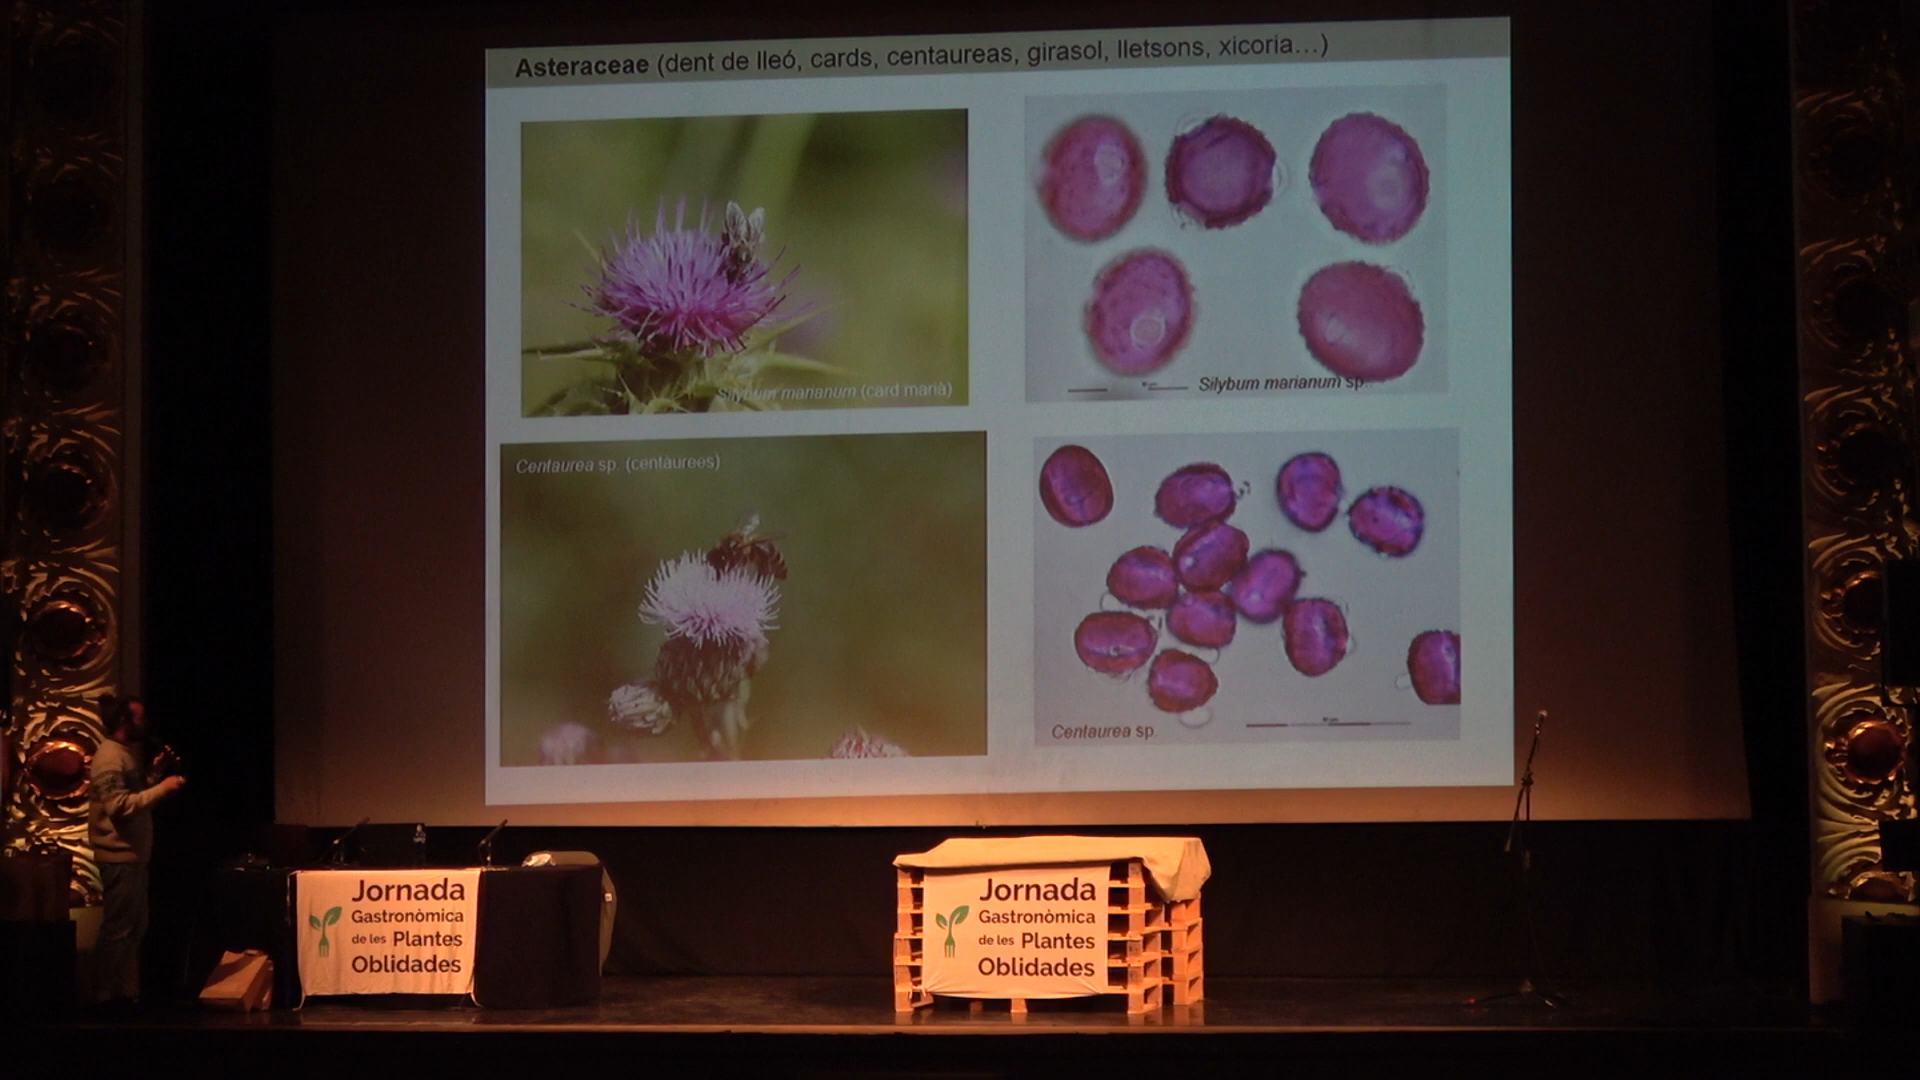 Asteraceae (dent de lleó, cards, centaureas, girasol, lletsons, xicoria…)
Silybum marianum (card marià)
Silybum marianum sp.
Centaurea sp. (centàurees)
Centaurea sp.
Jornada
Gastronòmica
de les Plantes
Oblidades
Jornada
Gastronòmica
de les Plantes
Oblidades